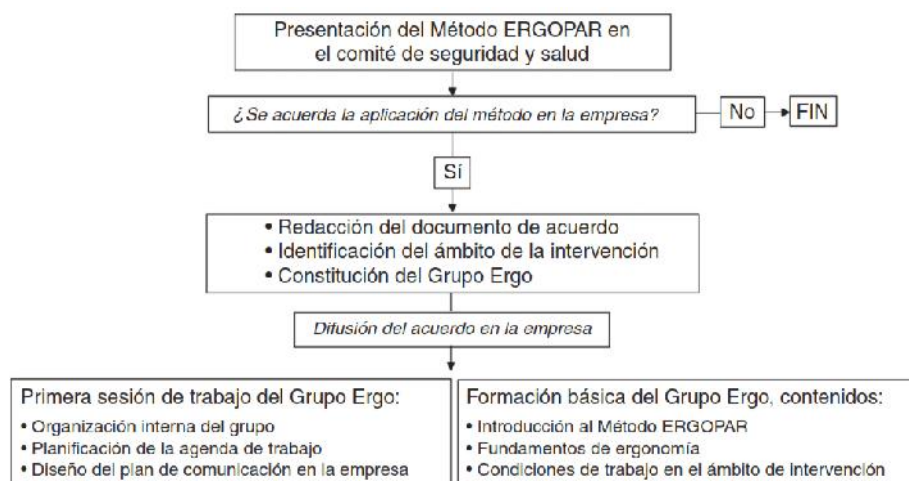 Presentación del Método ERGOPAR en
el comité de seguridad y salud
¿Se acuerda la aplicación del método en la empresa?
No
FIN
Sí
• Redacción del documento de acuerdo
• Identificación del ámbito de la intervención
• Constitución del Grupo Ergo
Difusión del acuerdo en la empresa
Primera sesión de trabajo del Grupo Ergo:
• Organización interna del grupo
• Planificación de la agenda de trabajo
• Diseño del plan de comunicación en la empresa
Formación básica del Grupo Ergo, contenidos:
• Introducción al Método ERGOPAR
• Fundamentos de ergonomía
• Condiciones de trabajo en el ámbito de intervención